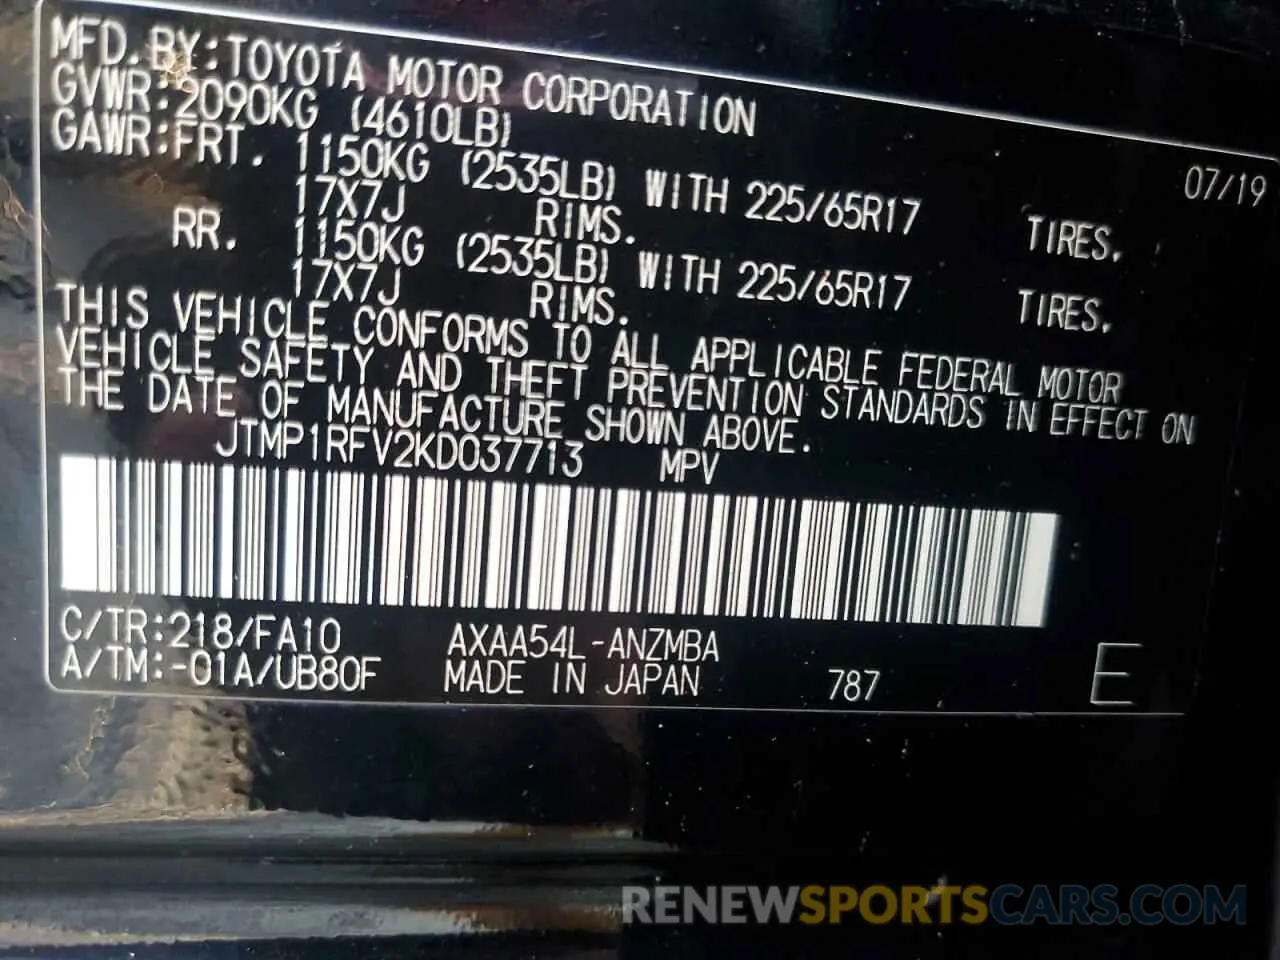 MFD.BY:TOYOTA MOTOR CORPORATION 07/19
GVWR:2090KG (4610LB)
GAWR:FRT. 1150KG (2535LB) WITH 225/65R17 TIRES.
17X7J RIMS.
RR. 1150KG (2535LB) WITH 225/65R17 TIRES.
17X7J RIMS.
THIS VEHICLE CONFORMS TO ALL APPLICABLE FEDERAL MOTOR
VEHICLE SAFETY AND THEFT PREVENTION STANDARDS IN EFFECT ON
THE DATE OF MANUFACTURE SHOWN ABOVE.
JTMP1RFV2KD037713 MPV
C/TR:218/FA10 AXAA54L-ANZMBA
A/TM:-01A/UB80F MADE IN JAPAN 787 E
RENEWSPORTSCARS.COM